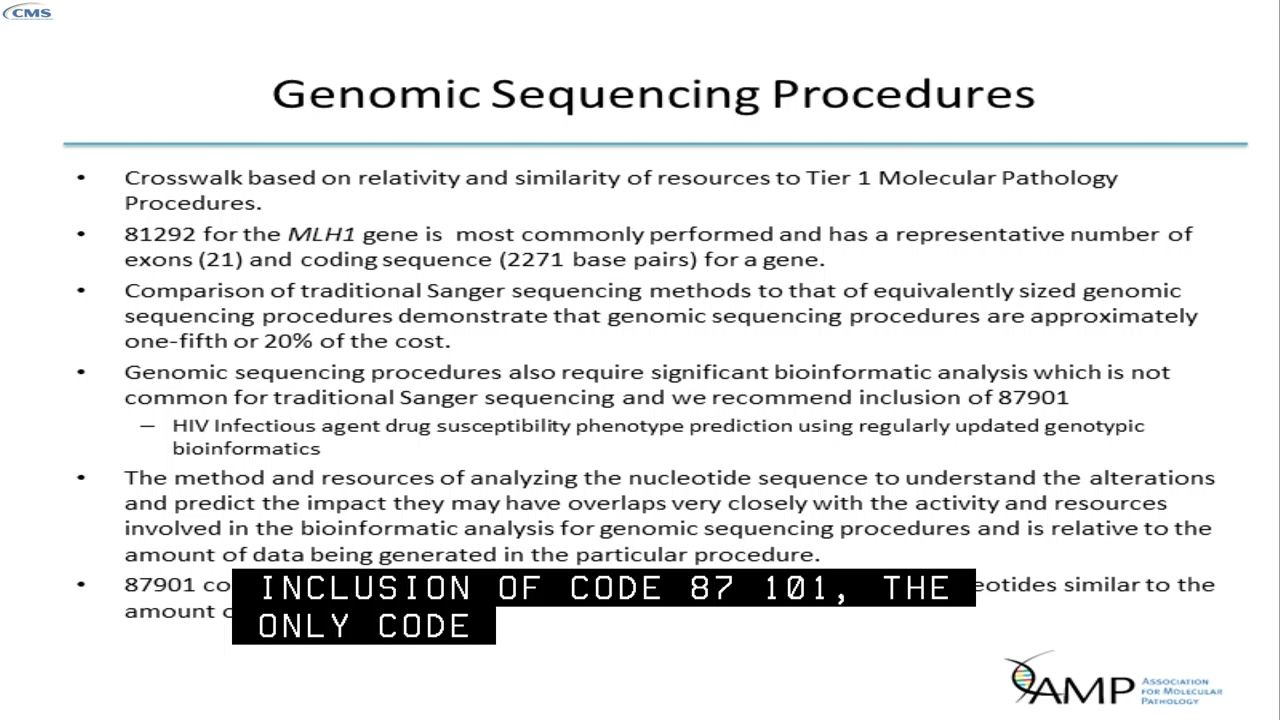 CMS
Genomic Sequencing Procedures
• Crosswalk based on relativity and similarity of resources to Tier 1 Molecular Pathology
Procedures.
• 81292 for the MLH1 gene is most commonly performed and has a representative number of
exons (21) and coding sequence (2271 base pairs) for a gene.
• Comparison of traditional Sanger sequencing methods to that of equivalently sized genomic
sequencing procedures demonstrate that genomic sequencing procedures are approximately
one-fifth or 20% of the cost.
• Genomic sequencing procedures also require significant bioinformatic analysis which is not
common for traditional Sanger sequencing and we recommend inclusion of 87901
– HIV Infectious agent drug susceptibility phenotype prediction using regularly updated genotypic
bioinformatics
• The method and resources of analyzing the nucleotide sequence to understand the alterations
and predict the impact they may have overlaps very closely with the activity and resources
involved in the bioinformatic analysis for genomic sequencing procedures and is relative to the
amount of data being generated in the particular procedure.
• 87901 similar to the
amount
INCLUSION OF CODE 87 101, THE
ONLY CODE
AMP ASSOCIATION
FOR MOLECULAR
PATHOLOGY